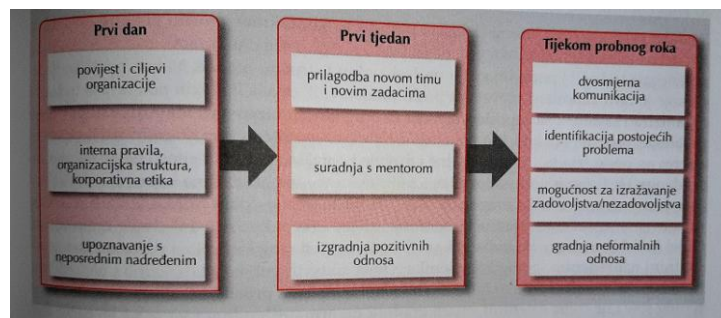 Prvi dan
povijest i ciljevi
organizacije
interna pravila,
organizacijska struktura,
korporativna etika
upoznavanje s
neposrednim nadređenim
Prvi tjedan
prilagodba novom timu
i novim zadacima
suradnja s mentorom
izgradnja pozitivnih
odnosa
Tijekom probnog roka
dvosmjerna
komunikacija
identifikacija postojećih
problema
mogućnost za izražavanje
zadovoljstva/nezadovoljstva
gradnja neformalnih
odnosa